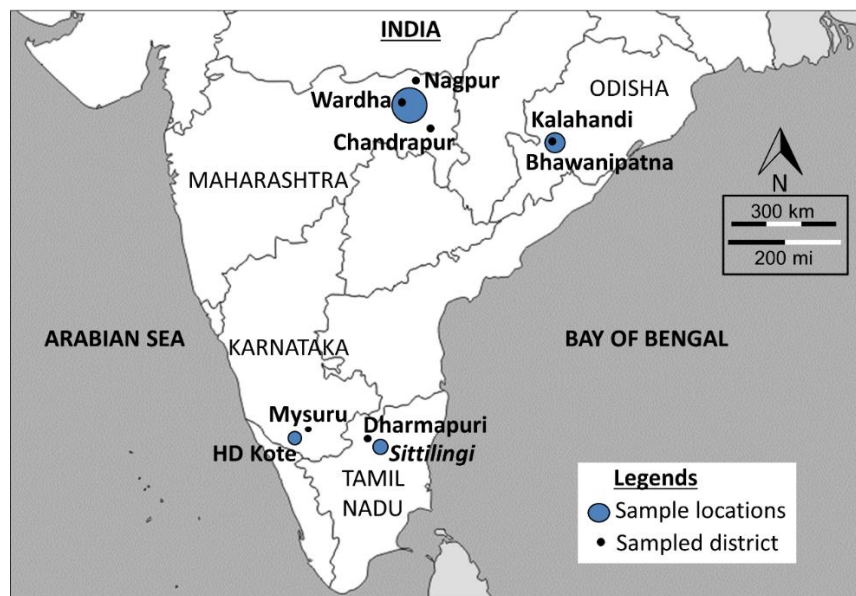 INDIA
Nagpur
Wardha
ODISHA
Kalahandi
Chandrapur
Bhawanipatna
MAHARASHTRA
N
300 km
200 mi
ARABIAN SEA
KARNATAKA
BAY OF BENGAL
Mysuru
Dharmapuri
HD Kote
Sittilingi
TAMIL
NADU
Legends
Sample locations
Sampled district